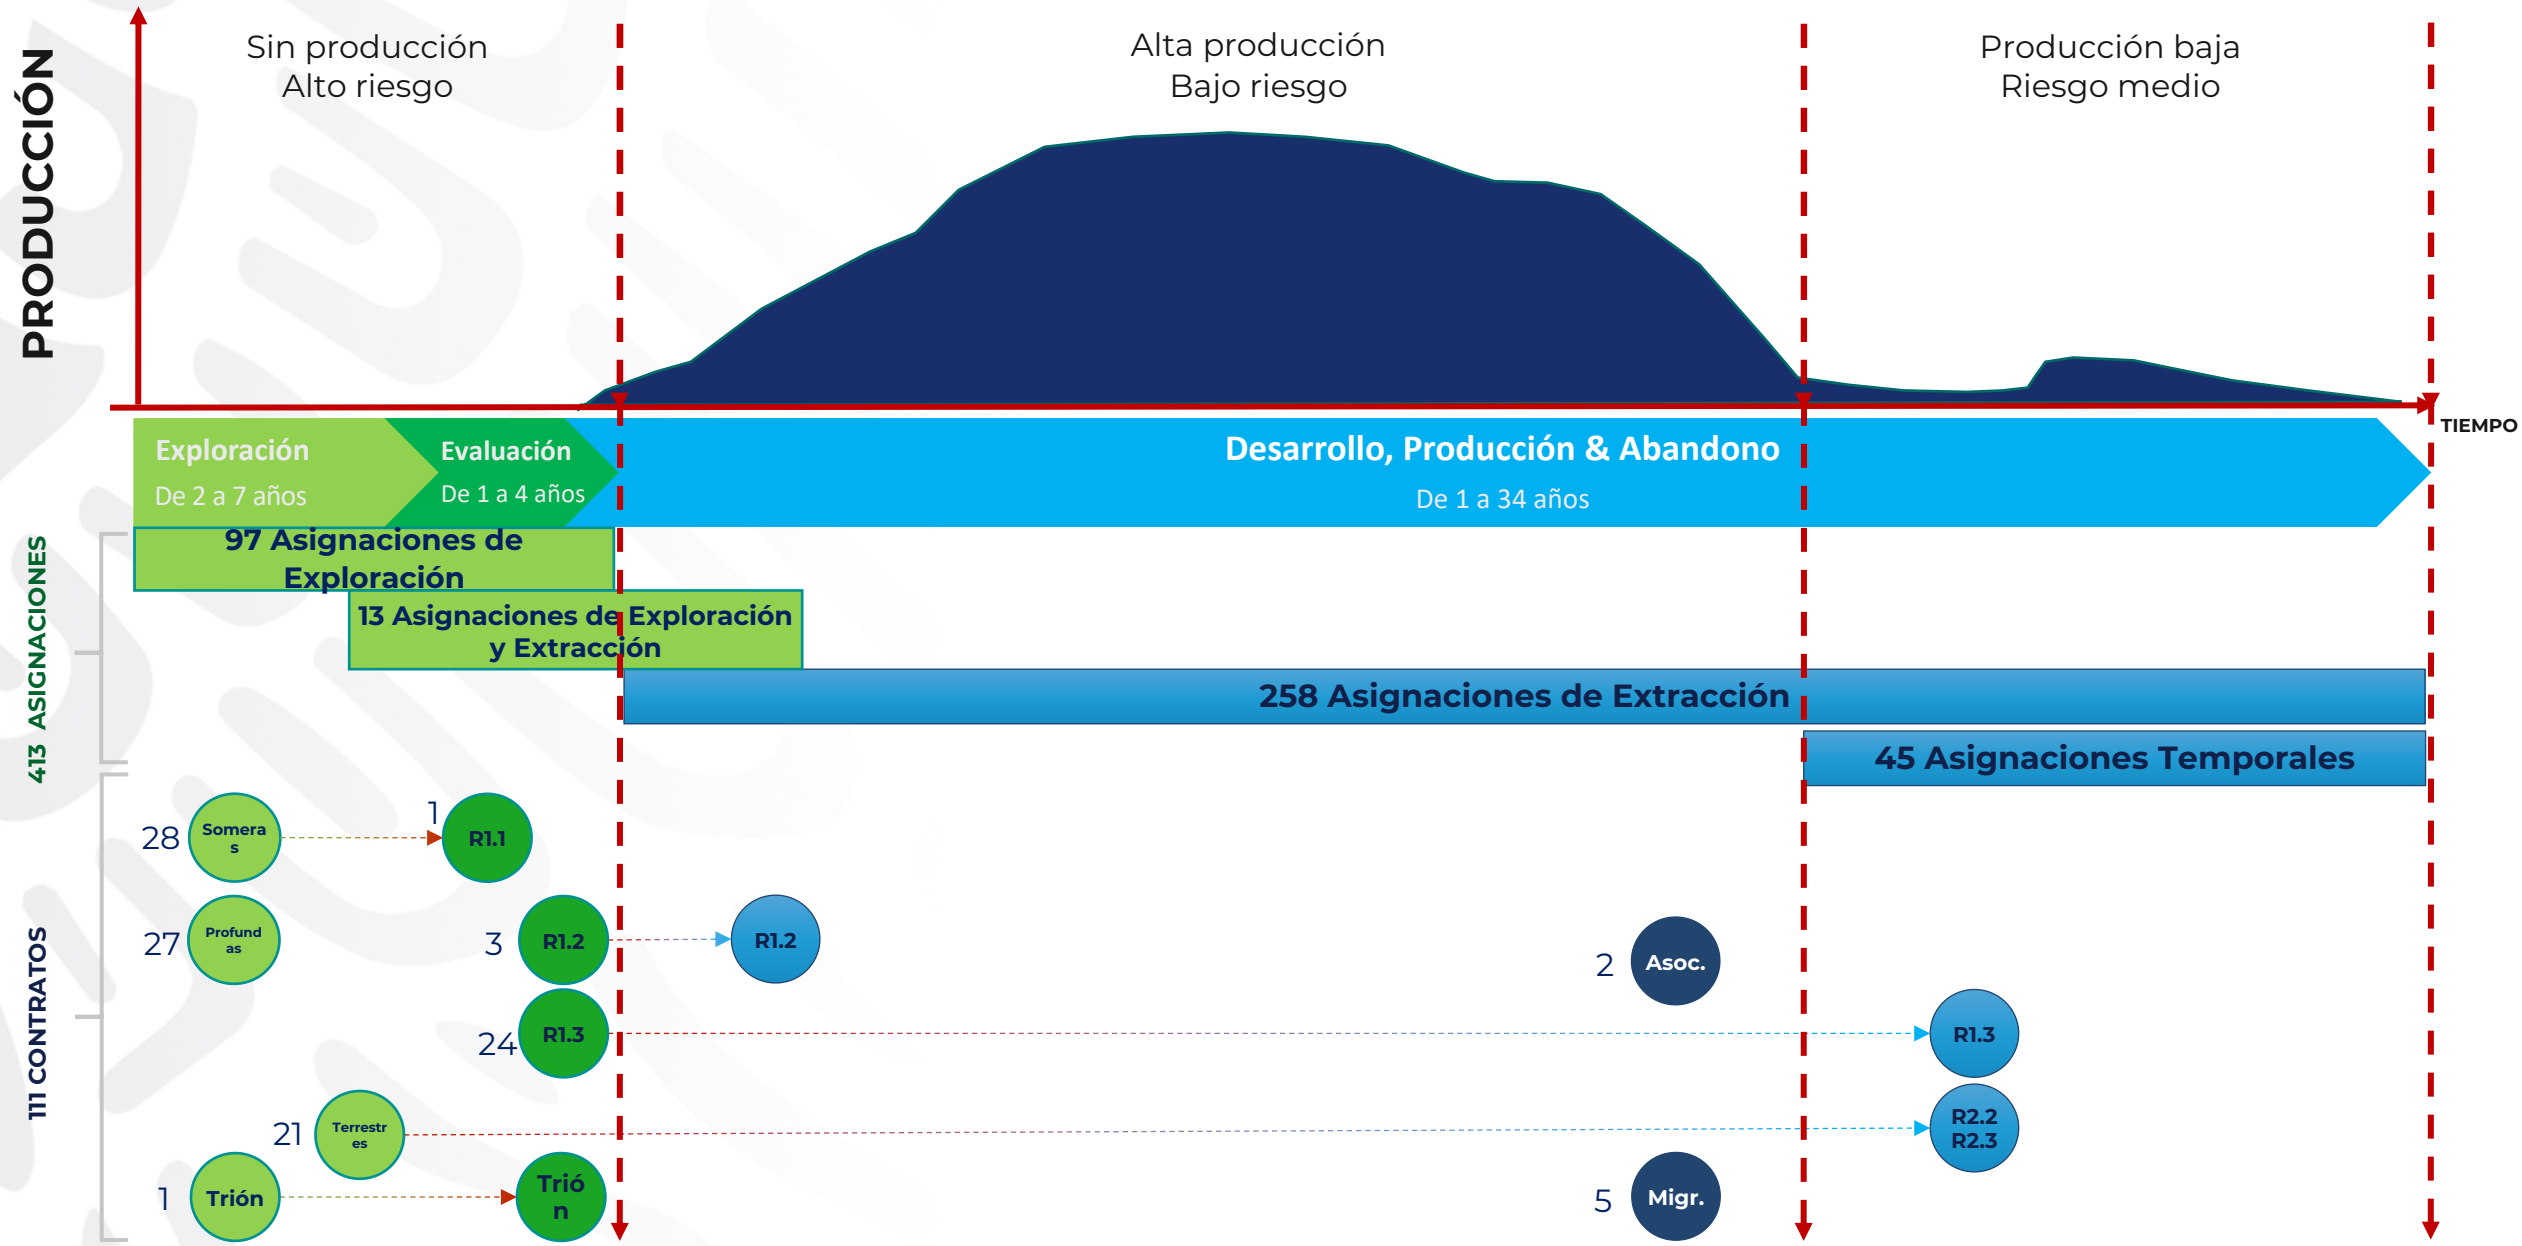 PRODUCCIÓN
Sin producción
Alto riesgo
Alta producción
Bajo riesgo
Producción baja
Riesgo medio
TIEMPO
Exploración
De 2 a 7 años
Evaluación
De 1 a 4 años
Desarrollo, Producción & Abandono
De 1 a 34 años
413 ASIGNACIONES
97 Asignaciones de
Exploración
13 Asignaciones de Exploración
y Extracción
258 Asignaciones de Extracción
45 Asignaciones Temporales
111 CONTRATOS
28
Somera
s
1
R1.1
27
Profund
as
3
R1.2
R1.2
2
Asoc.
24
R1.3
R1.3
21
Terrestr
es
R2.2
R2.3
1
Trión
Trió
n
5
Migr.